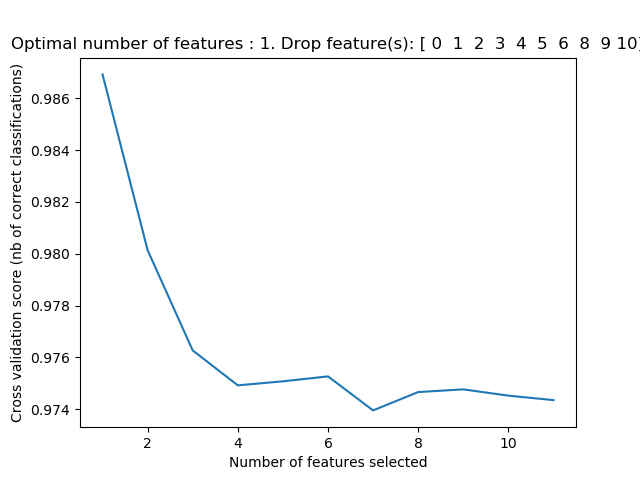 Optimal number of features : 1. Drop feature(s): [ 0 1 2 3 4 5 6 8 9 10]
Cross validation score (nb of correct classifications)
0.986
0.984
0.982
0.980
0.978
0.976
0.974
2 4 6 8 10
Number of features selected